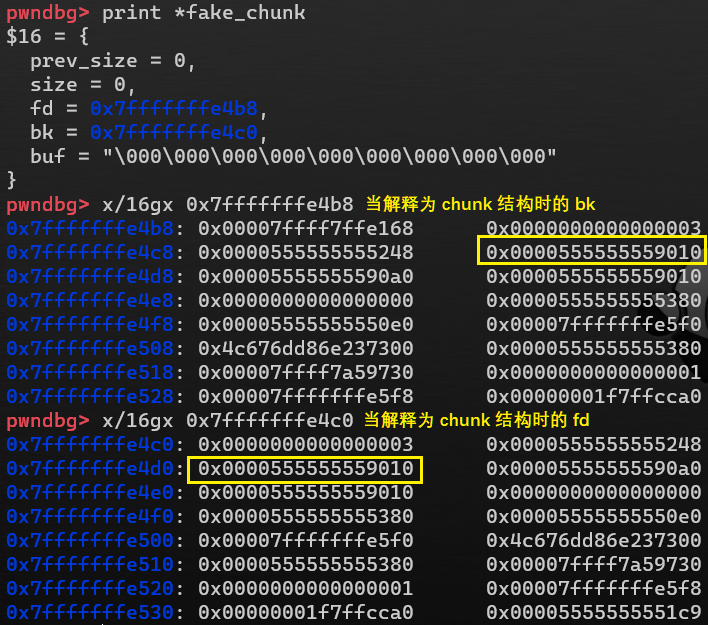 pwndbg> print *fake_chunk
$16 = {
  prev_size = 0,
  size = 0,
  fd = 0x7fffffffe4b8,
  bk = 0x7fffffffe4c0,
  buf = "\000\000\000\000\000\000\000\000\000"
}
pwndbg> x/16gx 0x7fffffffe4b8 当解释为 chunk 结构时的 bk
0x7fffffffe4b8: 0x00007ffff7ffe168 0x0000000000000003
0x7fffffffe4c8: 0x0000555555555248 0x0000555555559010
0x7fffffffe4d8: 0x00005555555590a0 0x0000555555559010
0x7fffffffe4e8: 0x0000000000000000 0x0000555555555380
0x7fffffffe4f8: 0x00005555555550e0 0x00007fffffffe5f0
0x7fffffffe508: 0x4c676dd86e237300 0x0000555555555380
0x7fffffffe518: 0x00007ffff7a59730 0x0000000000000001
0x7fffffffe528: 0x00007fffffffe5f8 0x00000001f7ffcca0
pwndbg> x/16gx 0x7fffffffe4c0 当解释为 chunk 结构时的 fd
0x7fffffffe4c0: 0x0000000000000003 0x0000555555555248
0x7fffffffe4d0: 0x0000555555559010 0x00005555555590a0
0x7fffffffe4e0: 0x0000555555559010 0x0000000000000000
0x7fffffffe4f0: 0x0000555555555380 0x00005555555550e0
0x7fffffffe500: 0x00007fffffffe5f0 0x4c676dd86e237300
0x7fffffffe510: 0x0000555555555380 0x00007ffff7a59730
0x7fffffffe520: 0x0000000000000001 0x00007fffffffe5f8
0x7fffffffe530: 0x00000001f7ffcca0 0x00005555555551c9